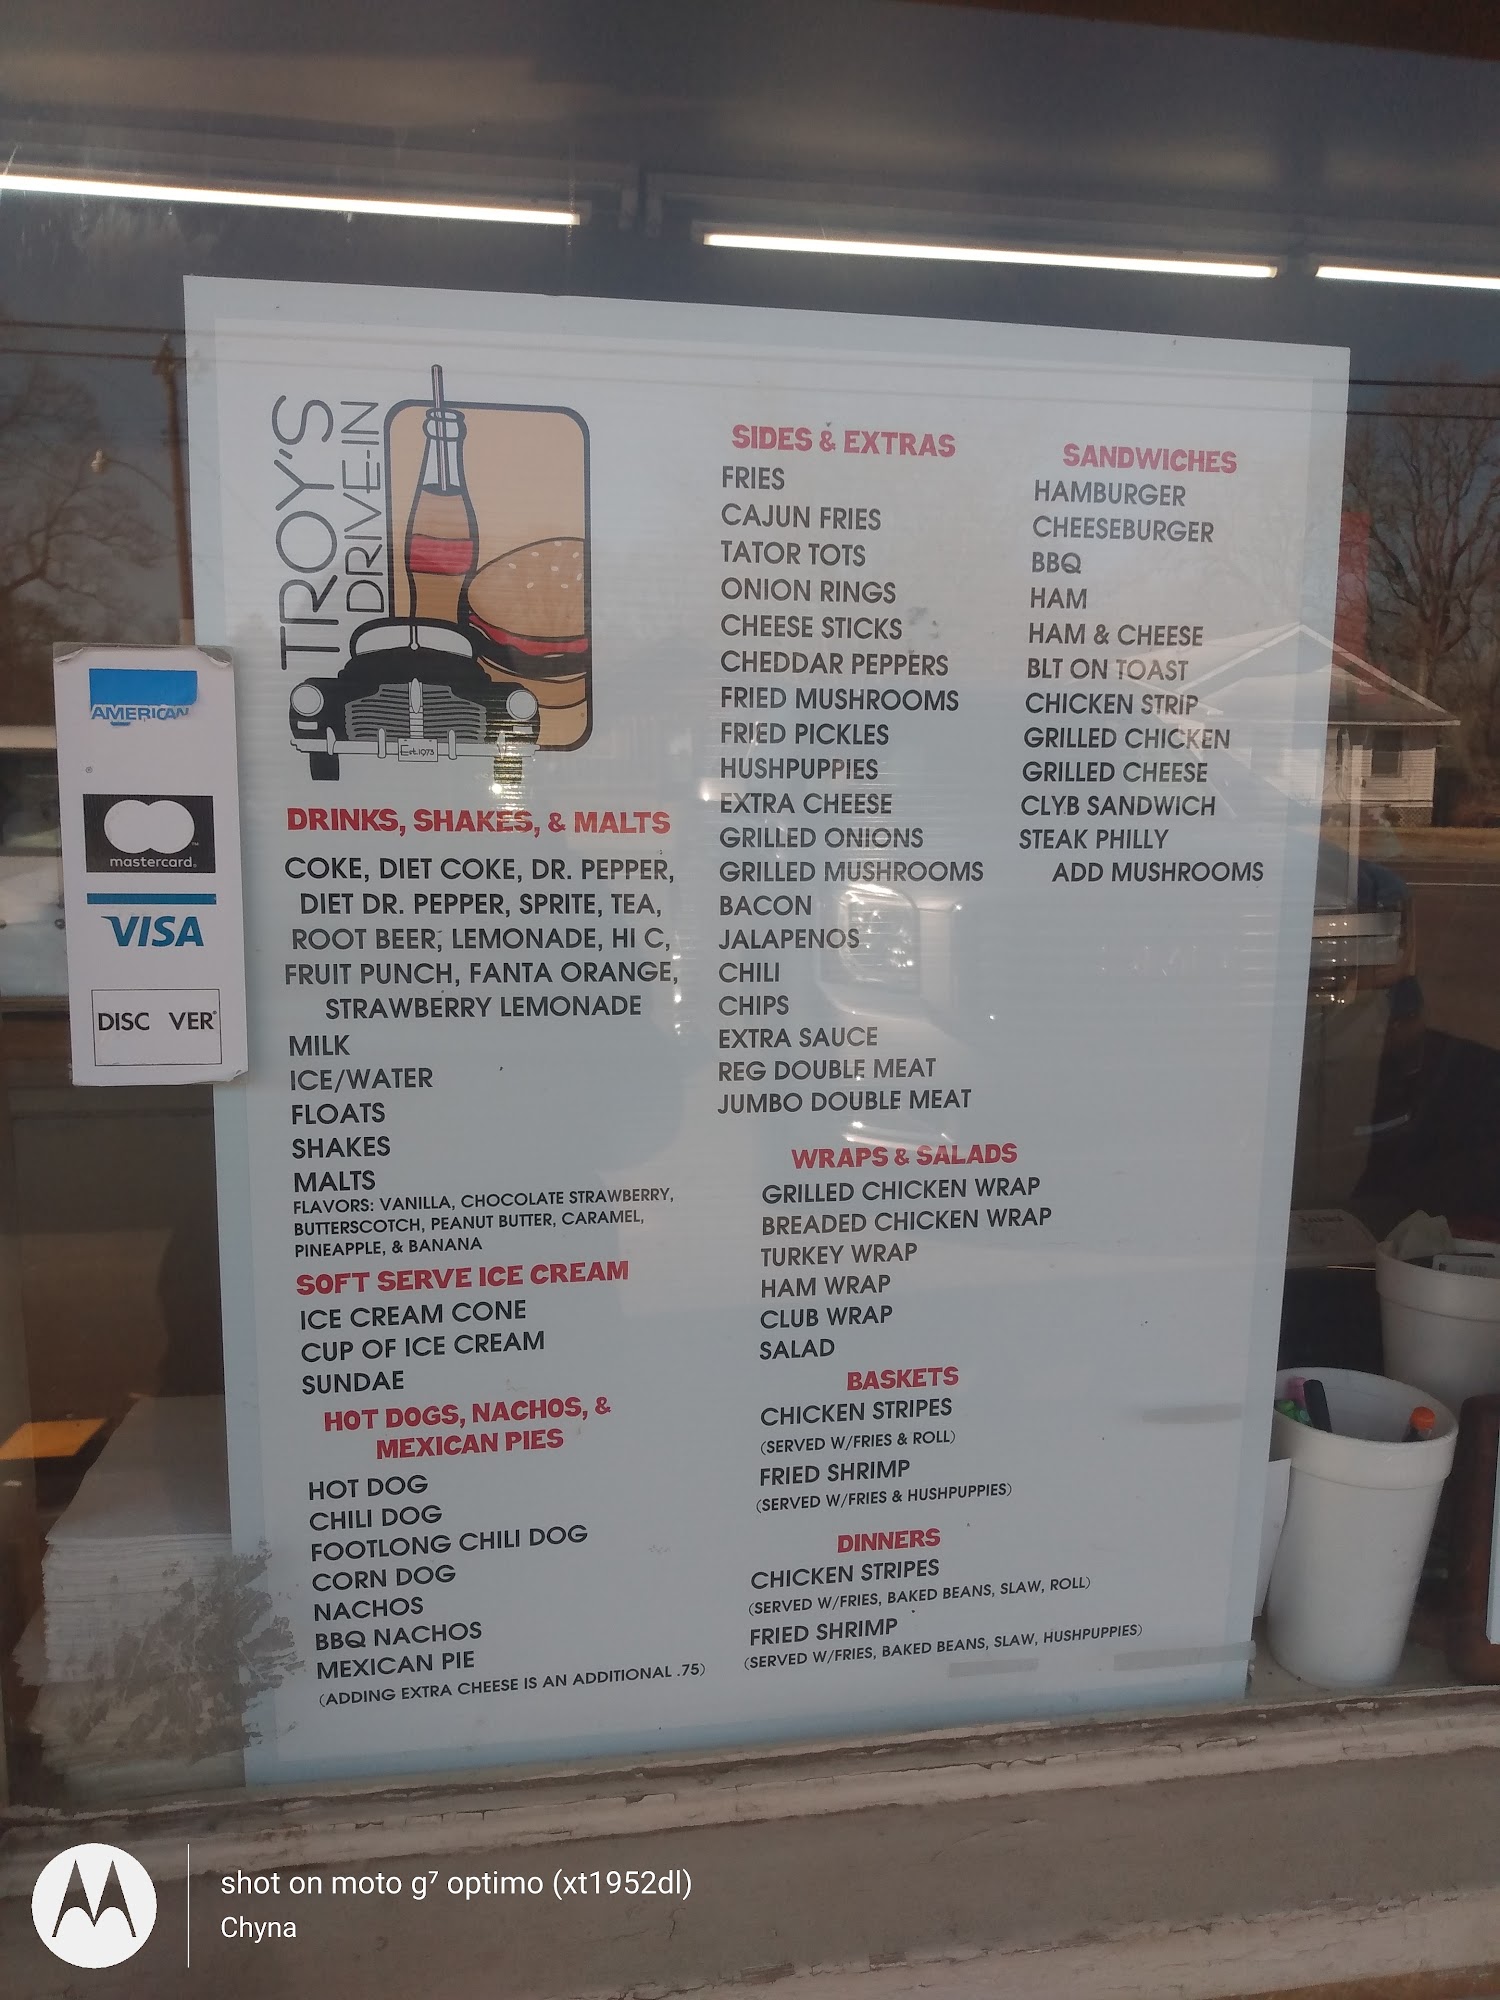 TROY'S
DRIVE-IN
Est. 1973
AMERICAN
mastercard.
VISA
DISC VER
DRINKS, SHAKES, & MALTS
COKE, DIET COKE, DR. PEPPER,
DIET DR. PEPPER, SPRITE, TEA,
ROOT BEER, LEMONADE, HI C,
FRUIT PUNCH, FANTA ORANGE,
STRAWBERRY LEMONADE
MILK
ICE/WATER
FLOATS
SHAKES
MALTS
FLAVORS: VANILLA, CHOCOLATE STRAWBERRY,
BUTTERSCOTCH, PEANUT BUTTER, CARAMEL,
PINEAPPLE, & BANANA
SOFT SERVE ICE CREAM
ICE CREAM CONE
CUP OF ICE CREAM
SUNDAE
HOT DOGS, NACHOS, &
MEXICAN PIES
HOT DOG
CHILI DOG
FOOTLONG CHILI DOG
CORN DOG
NACHOS
BBQ NACHOS
MEXICAN PIE
(ADDING EXTRA CHEESE IS AN ADDITIONAL .75)
SIDES & EXTRAS
FRIES
CAJUN FRIES
TATOR TOTS
ONION RINGS
CHEESE STICKS
CHEDDAR PEPPERS
FRIED MUSHROOMS
FRIED PICKLES
HUSHPUPPIES
EXTRA CHEESE
GRILLED ONIONS
GRILLED MUSHROOMS
BACON
JALAPENOS
CHILI
CHIPS
EXTRA SAUCE
REG DOUBLE MEAT
JUMBO DOUBLE MEAT
SANDWICHES
HAMBURGER
CHEESEBURGER
BBQ
HAM
HAM & CHEESE
BLT ON TOAST
CHICKEN STRIP
GRILLED CHICKEN
GRILLED CHEESE
CLYB SANDWICH
STEAK PHILLY
ADD MUSHROOMS
WRAPS & SALADS
GRILLED CHICKEN WRAP
BREADED CHICKEN WRAP
TURKEY WRAP
HAM WRAP
CLUB WRAP
SALAD
BASKETS
CHICKEN STRIPES
(SERVED W/FRIES & ROLL)
FRIED SHRIMP
(SERVED W/FRIES & HUSHPUPPIES)
DINNERS
CHICKEN STRIPES
(SERVED W/FRIES, BAKED BEANS, SLAW, ROLL)
FRIED SHRIMP
(SERVED W/FRIES, BAKED BEANS, SLAW, HUSHPUPPIES)
shot on moto g⁷ optimo (xt1952dl)
Chyna